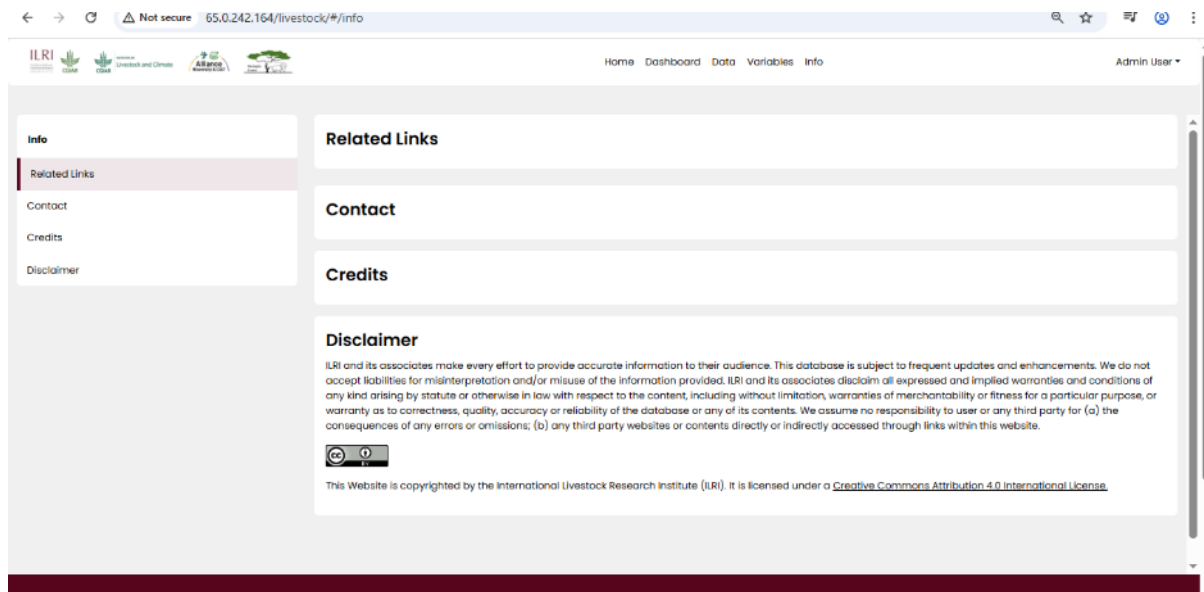 Not secure 65.0.242.164/livestock/#/info
ILRI
CGIAR
CGIAR
Livestock and Climate
Alliance
Home Dashboard Data Variables Info
Admin User
Info
Related Links
Contact
Credits
Disclaimer
Related Links
Contact
Credits
Disclaimer
ILRI and its associates make every effort to provide accurate information to their audience. This database is subject to frequent updates and enhancements. We do not
accept liabilities for misinterpretation and/or misuse of the information provided. ILRI and its associates disclaim all expressed and implied warranties and conditions of
any kind arising by statute or otherwise in law with respect to the content, including without limitation, warranties of merchantability or fitness for a particular purpose, or
warranty as to correctness, quality, accuracy or reliability of the database or any of its contents. We assume no responsibility to user or any third party for (a) the
consequences of any errors or omissions; (b) any third party websites or contents directly or indirectly accessed through links within this website.
cc
BY
This Website is copyrighted by the International Livestock Research Institute (ILRI). It is licensed under a Creative Commons Attribution 4.0 International License.